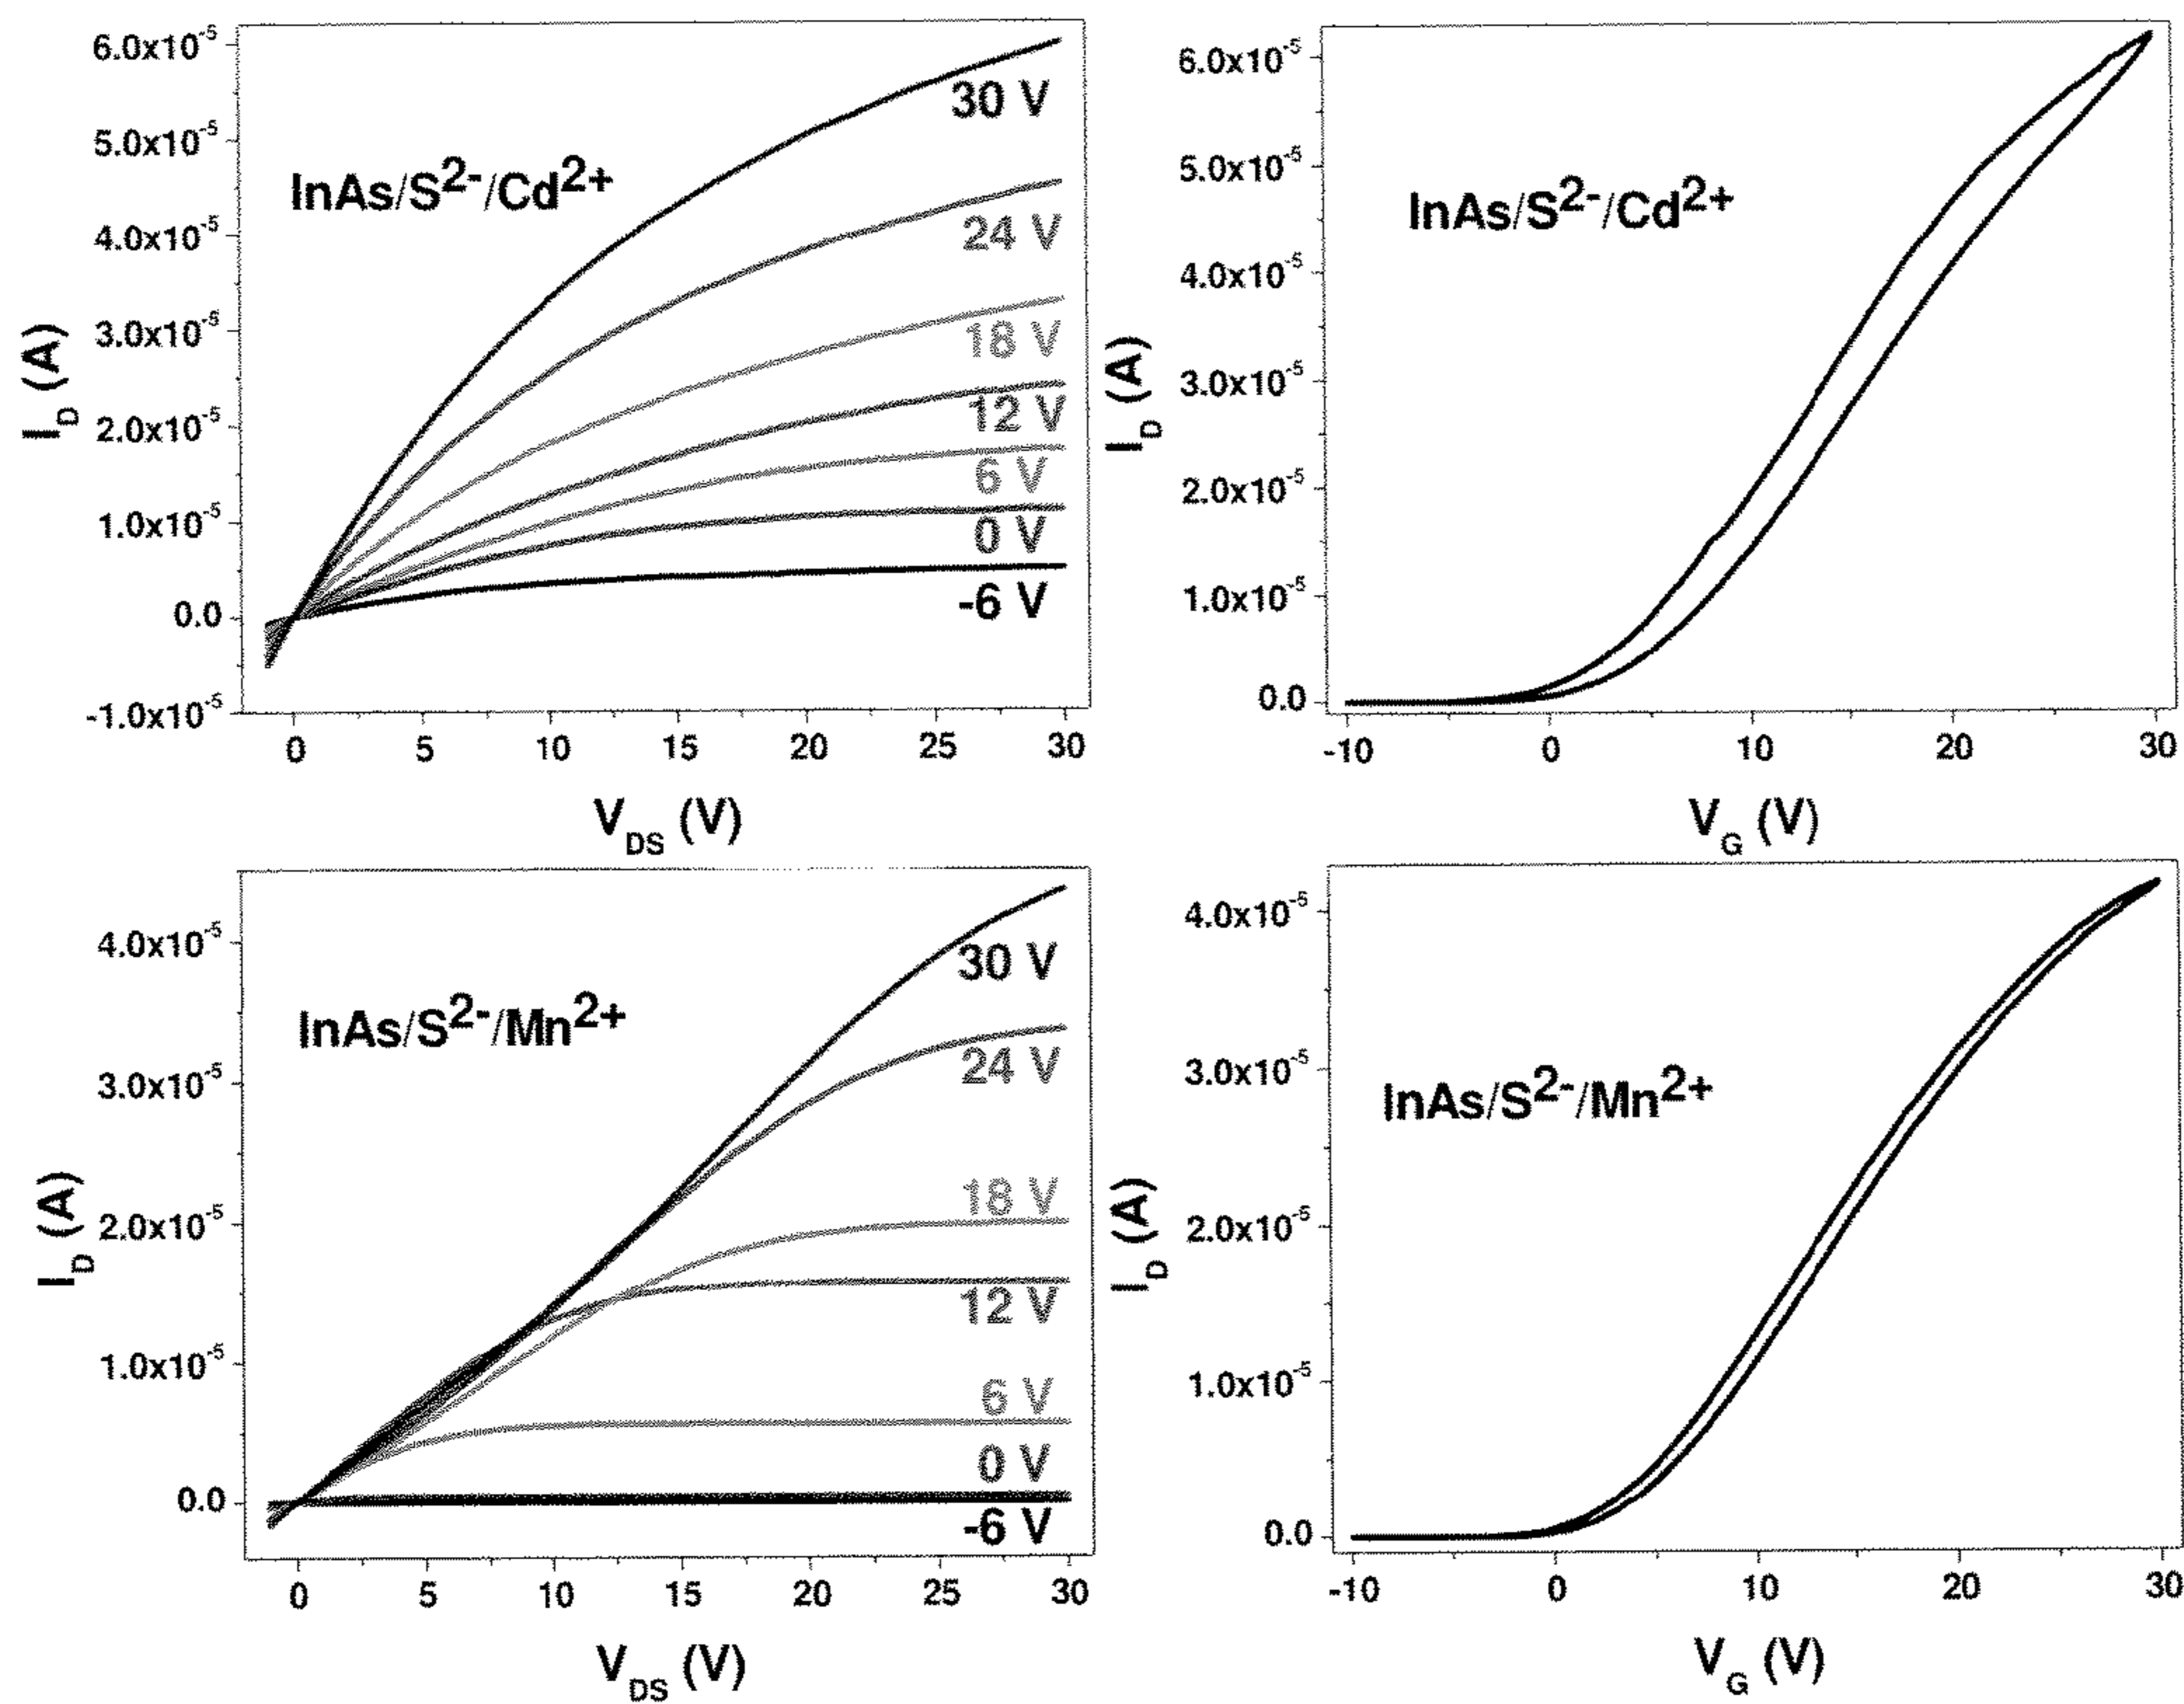 6.0x10⁻⁵
5.0x10⁻⁵
4.0x10⁻⁵
3.0x10⁻⁵
2.0x10⁻⁵
1.0x10⁻⁵
0.0
-1.0x10⁻⁵
I_D (A)
InAs/S²⁻/Cd²⁺
30 V
24 V
18 V
12 V
6 V
0 V
-6 V
0 5 10 15 20 25 30
V_DS (V)
6.0x10⁻⁵
5.0x10⁻⁵
4.0x10⁻⁵
3.0x10⁻⁵
2.0x10⁻⁵
1.0x10⁻⁵
0.0
I_D (A)
InAs/S²⁻/Cd²⁺
-10 0 10 20 30
V_G (V)
4.0x10⁻⁵
3.0x10⁻⁵
2.0x10⁻⁵
1.0x10⁻⁵
0.0
I_D (A)
InAs/S²⁻/Mn²⁺
30 V
24 V
18 V
12 V
6 V
0 V
-6 V
0 5 10 15 20 25 30
V_DS (V)
4.0x10⁻⁵
3.0x10⁻⁵
2.0x10⁻⁵
1.0x10⁻⁵
0.0
I_D (A)
InAs/S²⁻/Mn²⁺
-10 0 10 20 30
V_G (V)